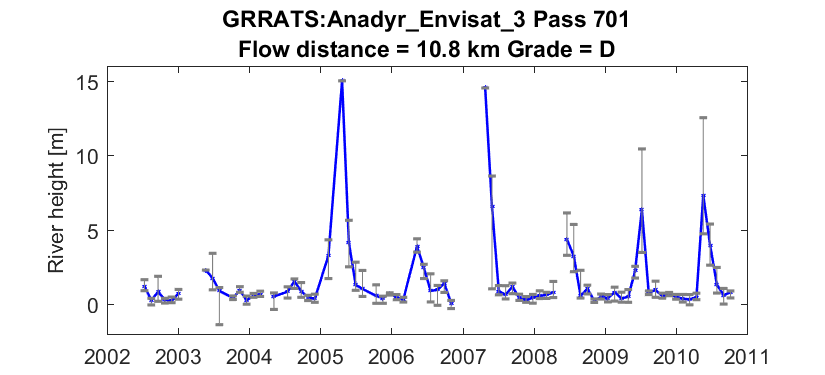 GRRATS:Anadyr_Envisat_3 Pass 701
Flow distance = 10.8 km Grade = D
River height [m]
15
10
5
0
2002 2003 2004 2005 2006 2007 2008 2009 2010 2011